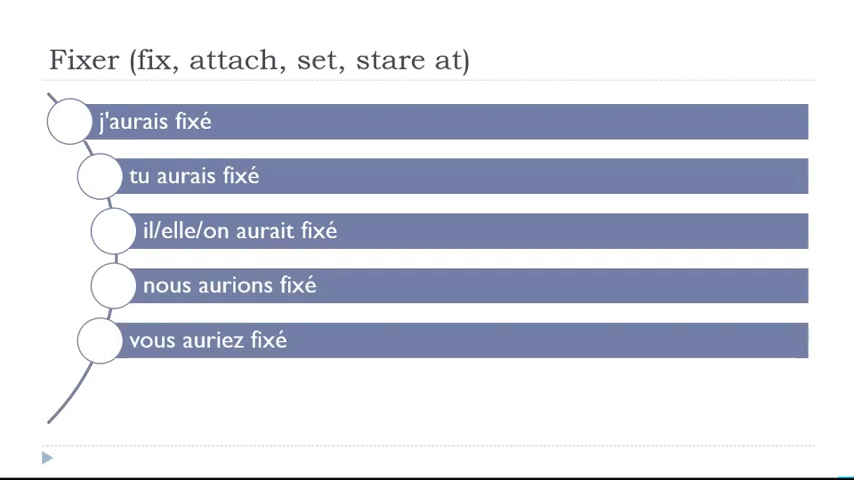 Fixer (fix, attach, set, stare at)
j'aurais fixé
tu aurais fixé
il/elle/on aurait fixé
nous aurions fixé
vous auriez fixé